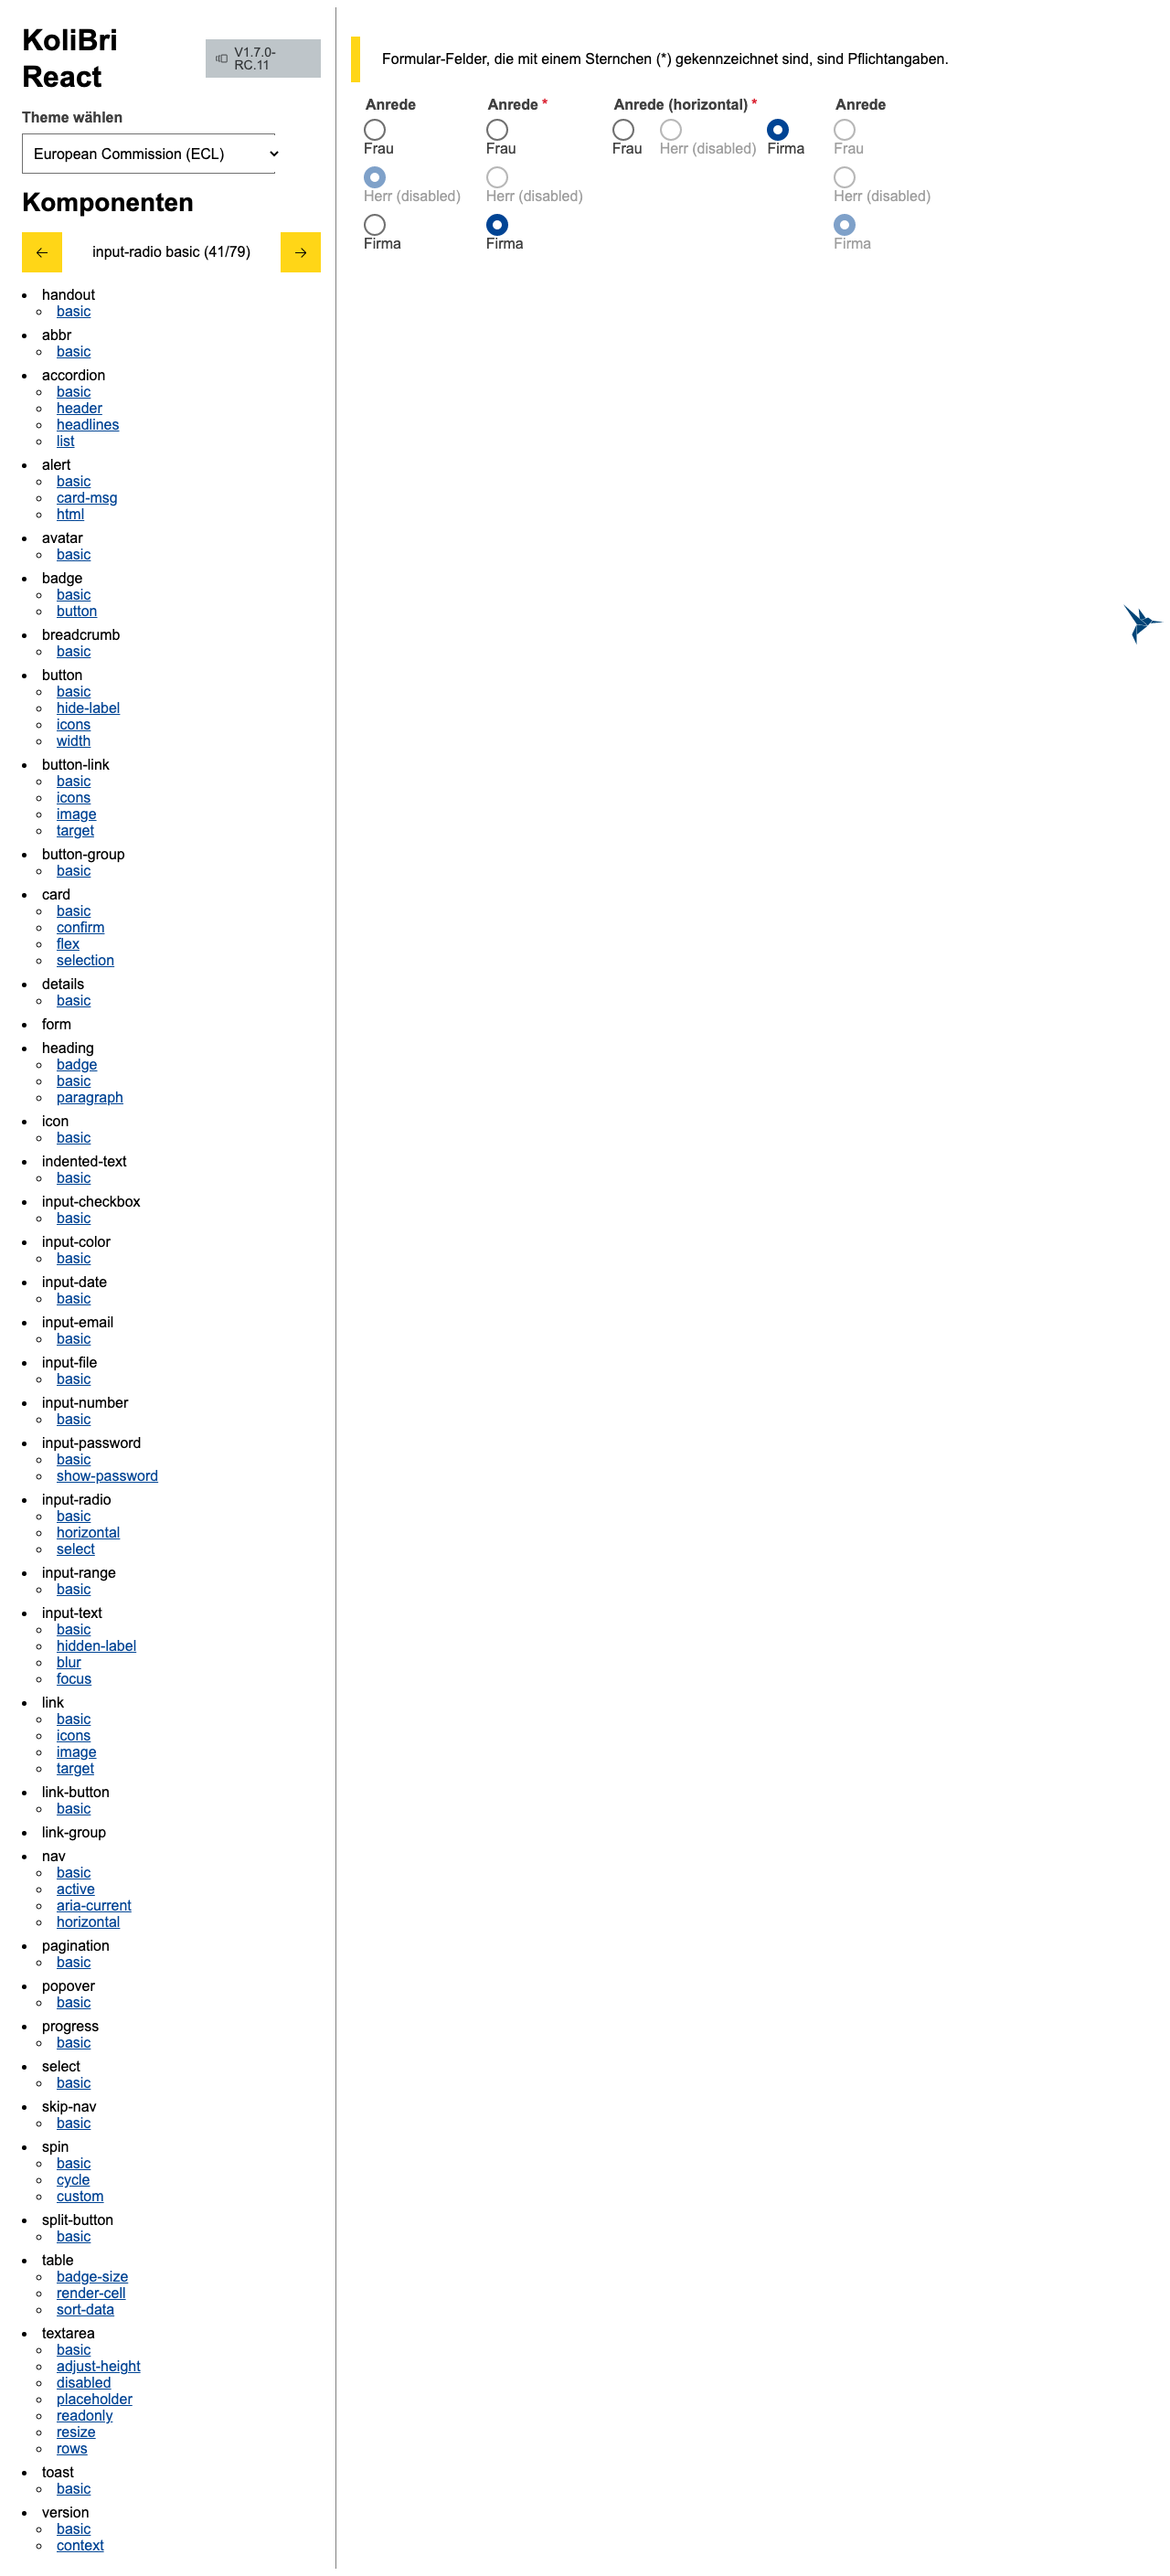 KoliBri
React
V1.7.0-
RC.11
Theme wählen
European Commission (ECL)
Komponenten
input-radio basic (41/79)
handout
basic
abbr
basic
accordion
basic
header
headlines
list
alert
basic
card-msg
html
avatar
basic
badge
basic
button
breadcrumb
basic
button
basic
hide-label
icons
width
button-link
basic
icons
image
target
button-group
basic
card
basic
confirm
flex
selection
details
basic
form
heading
badge
basic
paragraph
icon
basic
indented-text
basic
input-checkbox
basic
input-color
basic
input-date
basic
input-email
basic
input-file
basic
input-number
basic
input-password
basic
show-password
input-radio
basic
horizontal
select
input-range
basic
input-text
basic
hidden-label
blur
focus
link
basic
icons
image
target
link-button
basic
link-group
nav
basic
active
aria-current
horizontal
pagination
basic
popover
basic
progress
basic
select
basic
skip-nav
basic
spin
basic
cycle
custom
split-button
basic
table
badge-size
render-cell
sort-data
textarea
basic
adjust-height
disabled
placeholder
readonly
resize
rows
toast
basic
version
basic
context
Formular-Felder, die mit einem Sternchen (*) gekennzeichnet sind, sind Pflichtangaben.
Anrede
Frau
Herr (disabled)
Firma
Anrede *
Frau
Herr (disabled)
Firma
Anrede (horizontal) *
Frau Herr (disabled) Firma
Anrede
Frau
Herr (disabled)
Firma